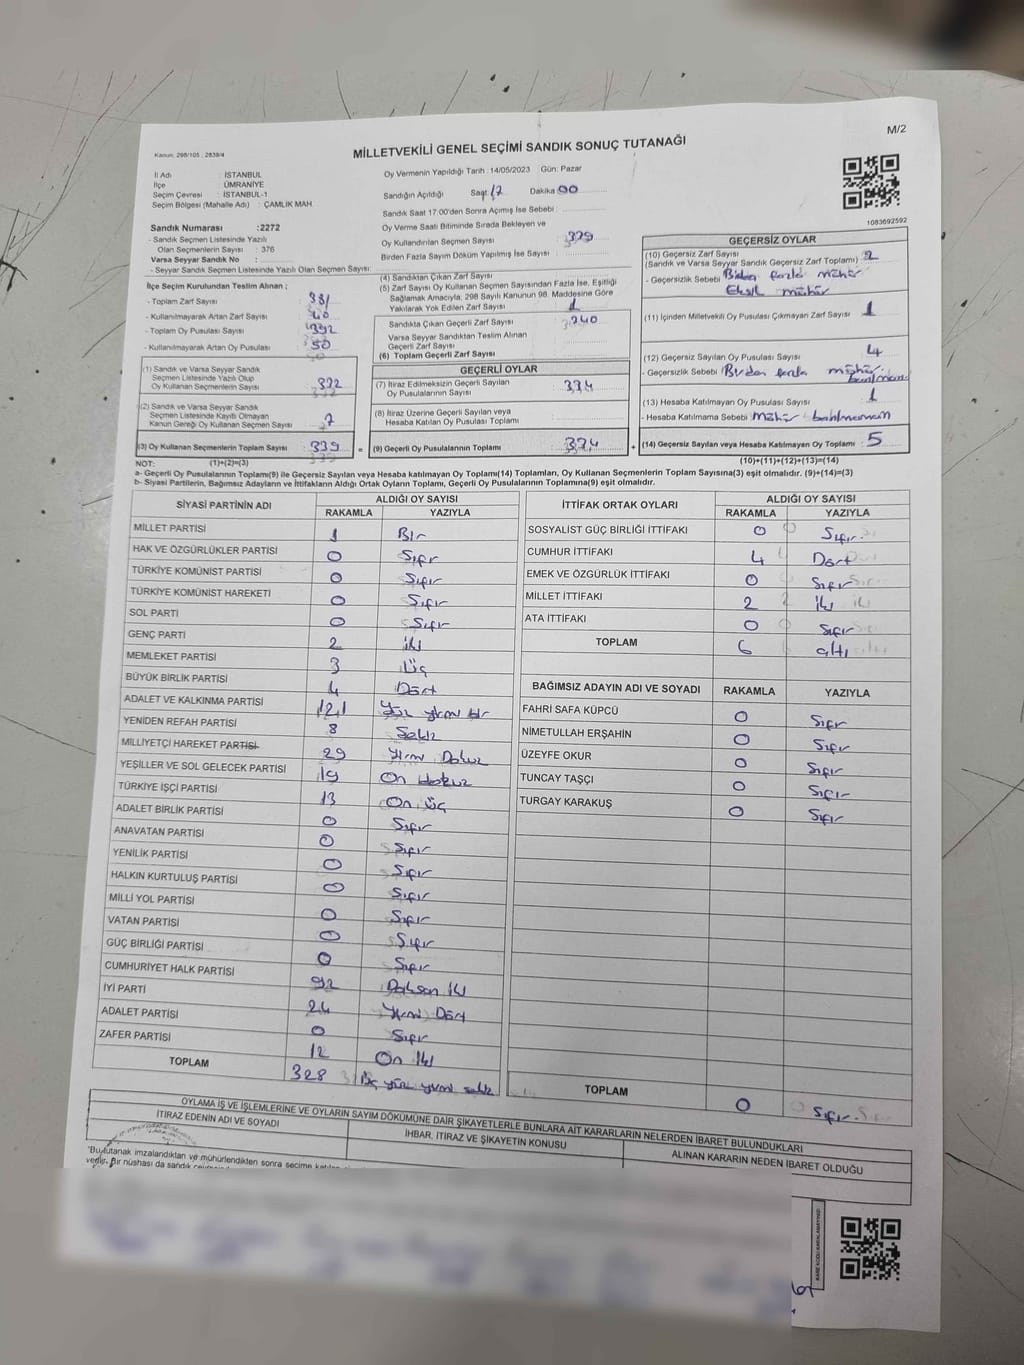 M/2
Kanun: 298/105 , 2839/4
MİLLETVEKİLİ GENEL SEÇİMİ SANDIK SONUÇ TUTANAĞI
İl Adı : İSTANBUL
İlçe : ÜMRANİYE
Seçim Çevresi : İSTANBUL-1
Seçim Bölgesi (Mahalle Adı) : ÇAMLIK MAH
Sandık Numarası :2272
- Sandık Seçmen Listesinde Yazılı
Olan Seçmenlerin Sayısı : 376
Varsa Seyyar Sandık No :
- Seyyar Sandık Seçmen Listesinde Yazılı Olan Seçmen Sayısı:
İlçe Seçim Kurulundan Teslim Alınan ;
- Toplam Zarf Sayısı
- Kullanılmayarak Artan Zarf Sayısı : 40
- Toplam Oy Pusulası Sayısı
- Kullanılmayarak Artan Oy Pusulası : 50
(1) Sandık ve Varsa Seyyar Sandık
Seçmen Listesinde Yazılı Olup
Oy Kullanan Seçmenlerin Sayısı 332
(2) Sandık ve Varsa Seyyar Sandık
Seçmen Listesinde Kayıtlı Olmayan
Kanun Gereği Oy Kullanan Seçmen Sayısı 7
(3) Oy Kullanan Seçmenlerin Toplam Sayısı 339
(1)+(2)=(3)
Oy Vermenin Yapıldığı Tarih : 14/05/2023 Gün: Pazar
Sandığın Açıldığı Saat 17 Dakika 00
Sandık Saat 17:00'den Sonra Açımış İse Sebebi :
Oy Verme Saati Bitiminde Sırada Bekleyen ve
Oy Kullandırılan Seçmen Sayısı :
Birden Fazla Sayım Döküm Yapılmış İse Sayısı :
(4) Sandıktan Çıkan Zarf Sayısı
(5) Zarf Sayısı Oy Kullanan Seçmen Sayısından Fazla İse, Eşitliği
Sağlamak Amacıyla, 298 Sayılı Kanunun 98. Maddesine Göre
Yakılarak Yok Edilen Zarf Sayısı 1
Sandıkta Çıkan Geçerli Zarf Sayısı 340
Varsa Seyyar Sandıktan Teslim Alınan
Geçerli Zarf Sayısı
(6) Toplam Geçerli Zarf Sayısı
GEÇERLİ OYLAR
(7) İtiraz Edilmeksizin Geçerli Sayılan
Oy Pusulalarının Sayısı 334
(8) İtiraz Üzerine Geçerli Sayılan veya
Hesaba Katılan Oy Pusulası Toplamı
(9) Geçerli Oy Pusulalarının Toplamı 334
1083692592
GEÇERSİZ OYLAR
(10) Geçersiz Zarf Sayısı
(Sandık ve Varsa Seyyar Sandık Geçersiz Zarf Toplamı) 2
- Geçersizlik Sebebi Birden fazla mühür
Eksik mühür
(11) İçinden Milletvekili Oy Pusulası Çıkmayan Zarf Sayısı 1
(12) Geçersiz Sayılan Oy Pusulası Sayısı 4
- Geçersizlik Sebebi Birden fazla mühür
(13) Hesaba Katılmayan Oy Pusulası Sayısı 1
- Hesaba Katılmama Sebebi mühür
(14) Geçersiz Sayılan veya Hesaba Katılmayan Oy Toplamı 5
(10)+(11)+(12)+(13)=(14)
NOT:
a- Geçerli Oy Pusulalarının Toplamı(9) ile Geçersiz Sayılan veya Hesaba katılmayan Oy Toplam(14) Toplamları, Oy Kullanan Seçmenlerin Toplam Sayısına(3) eşit olmalıdır. (9)+(14)=(3)
b- Siyasi Partilerin, Bağımsız Adayların ve İttifakların Aldığı Ortak Oyların Toplamı, Geçerli Oy Pusulalarının Toplamına(9) eşit olmalıdır.
SİYASİ PARTİNİN ADI ALDIĞI OY SAYISI
RAKAMLA YAZIYLA
MİLLET PARTİSİ 1 Bir
HAK VE ÖZGÜRLÜKLER PARTİSİ 0 Sıfır
TÜRKİYE KOMÜNİST PARTİSİ 0 Sıfır
TÜRKİYE KOMÜNİST HAREKETİ 0 Sıfır
SOL PARTİ 0 Sıfır
GENÇ PARTİ 2 iki
MEMLEKET PARTİSİ 3 Üç
BÜYÜK BİRLİK PARTİSİ 4 Dört
ADALET VE KALKINMA PARTİSİ 121 Yüz yirmi bir
YENİDEN REFAH PARTİSİ 8 Sekiz
MİLLİYETÇİ HAREKET PARTİSİ 29 Yirmi Dokuz
YEŞİLLER VE SOL GELECEK PARTİSİ 19 On dokuz
TÜRKİYE İŞÇİ PARTİSİ 13 On üç
ADALET BİRLİK PARTİSİ 0 Sıfır
ANAVATAN PARTİSİ 0 Sıfır
YENİLİK PARTİSİ 0 Sıfır
HALKIN KURTULUŞ PARTİSİ 0 Sıfır
MİLLİ YOL PARTİSİ 0 Sıfır
VATAN PARTİSİ 0 Sıfır
GÜÇ BİRLİĞİ PARTİSİ 0 Sıfır
CUMHURİYET HALK PARTİSİ 92 Doksan iki
İYİ PARTİ 24 Yirmi Dört
ADALET PARTİSİ 0 Sıfır
ZAFER PARTİSİ 12 On iki
TOPLAM 328 Üç yüz yirmi sekiz
İTTİFAK ORTAK OYLARI ALDIĞI OY SAYISI
RAKAMLA YAZIYLA
SOSYALİST GÜÇ BİRLİĞİ İTTİFAKI 0 Sıfır
CUMHUR İTTİFAKI 4 Dört
EMEK VE ÖZGÜRLÜK İTTİFAKI 0 Sıfır
MİLLET İTTİFAKI 2 iki
ATA İTTİFAKI 0 Sıfır
TOPLAM 6 altı
BAĞIMSIZ ADAYIN ADI VE SOYADI RAKAMLA YAZIYLA
FAHRİ SAFA KÜPCÜ 0 Sıfır
NİMETULLAH ERŞAHİN 0 Sıfır
ÜZEYFE OKUR 0 Sıfır
TUNCAY TAŞÇI 0 Sıfır
TURGAY KARAKUŞ 0 Sıfır
TOPLAM 0 Sıfır
OYLAMA İŞ VE İŞLEMLERİNE VE OYLARIN SAYIM DÖKÜMÜNE DAİR ŞİKAYETLERLE BUNLARA AİT KARARLARIN NELERDEN İBARET BULUNDUKLARI
İTİRAZ EDENİN ADI VE SOYADI İHBAR, İTİRAZ VE ŞİKAYETİN KONUSU ALINAN KARARIN NEDEN İBARET OLDUĞU
"Bu tutanak imzalandıktan ve mühürlendikten sonra seçime